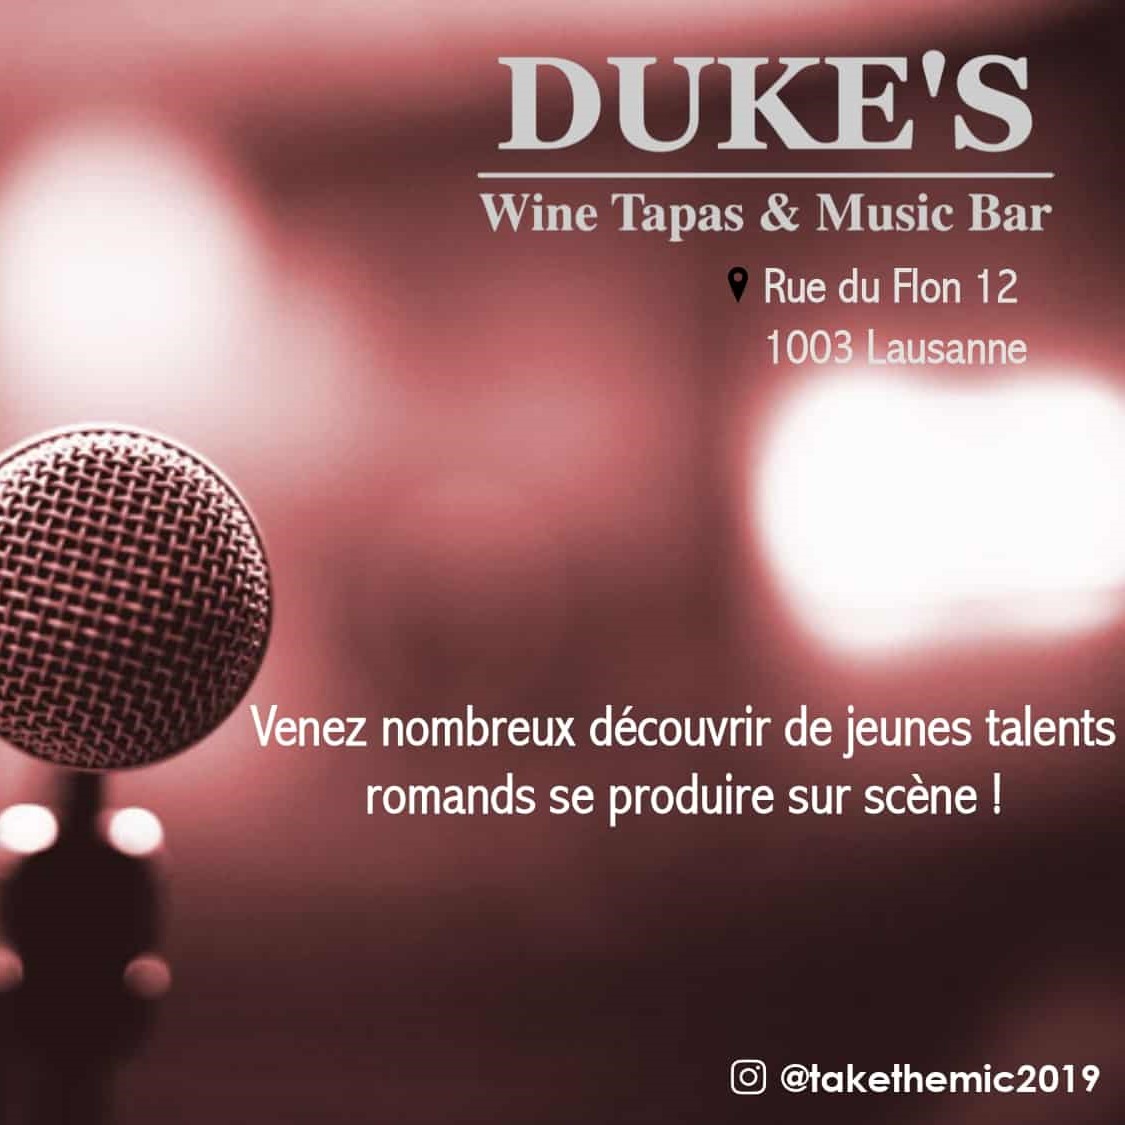 DUKE'S
Wine Tapas & Music Bar
Rue du Flon 12
1003 Lausanne
Venez nombreux découvrir de jeunes talents
romands se produire sur scène !
@takethemic2019